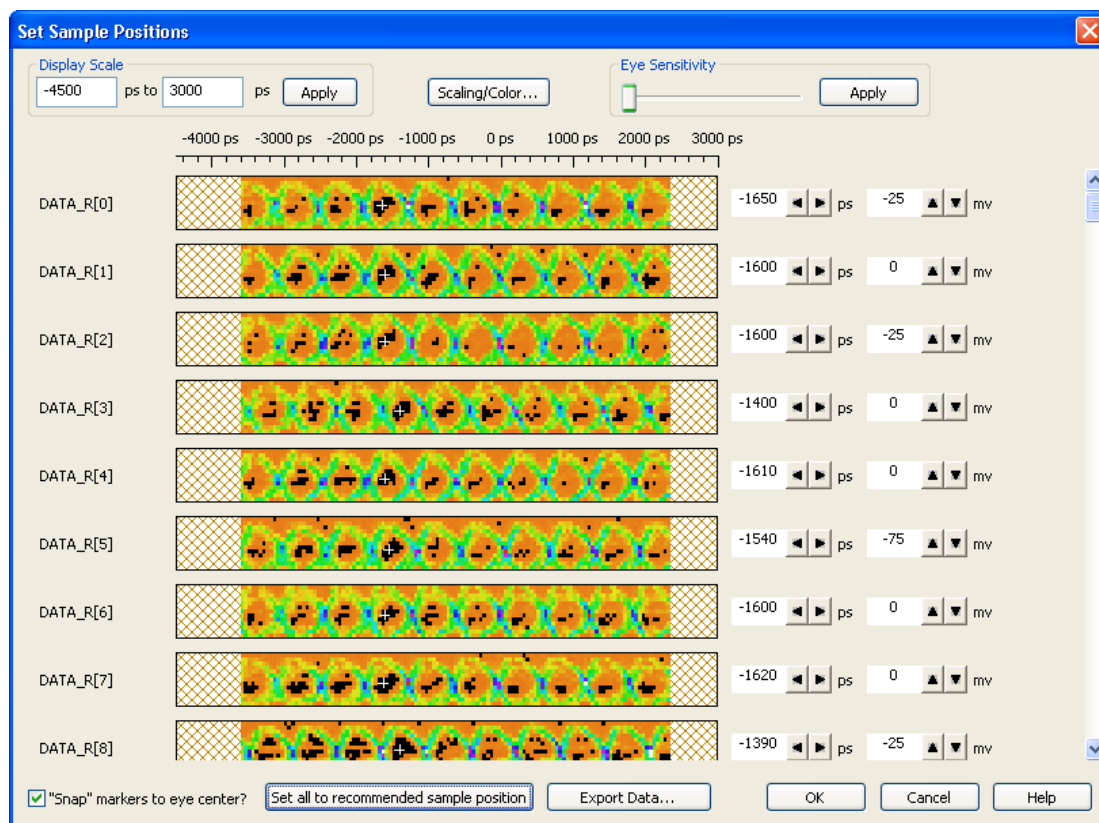 Set Sample Positions
Display Scale
Eye Sensitivity
-4500 ps to 3000 ps Apply Scaling/Color... Apply
-4000 ps -3000 ps -2000 ps -1000 ps 0 ps 1000 ps 2000 ps 3000 ps
DATA_R[0] -1650 ps -25 mv
DATA_R[1] -1600 ps 0 mv
DATA_R[2] -1600 ps -25 mv
DATA_R[3] -1400 ps 0 mv
DATA_R[4] -1610 ps 0 mv
DATA_R[5] -1540 ps -75 mv
DATA_R[6] -1600 ps 0 mv
DATA_R[7] -1620 ps 0 mv
DATA_R[8] -1390 ps -25 mv
"Snap" markers to eye center? Set all to recommended sample position Export Data... OK Cancel Help